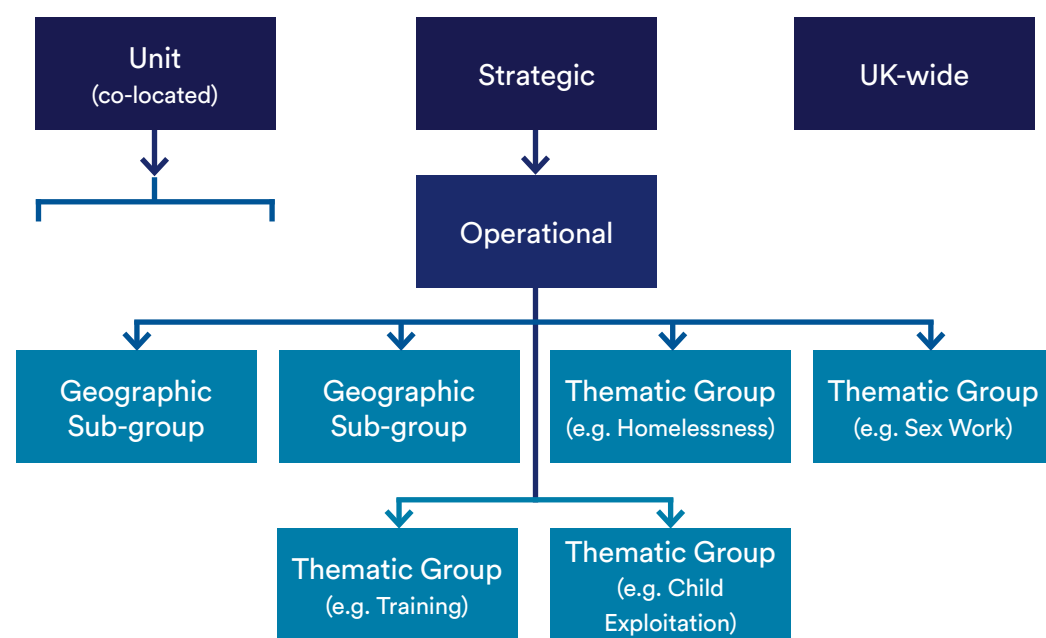 Unit
(co-located)
Strategic
UK-wide
Operational
Geographic
Sub-group
Geographic
Sub-group
Thematic Group
(e.g. Homelessness)
Thematic Group
(e.g. Sex Work)
Thematic Group
(e.g. Training)
Thematic Group
(e.g. Child
Exploitation)